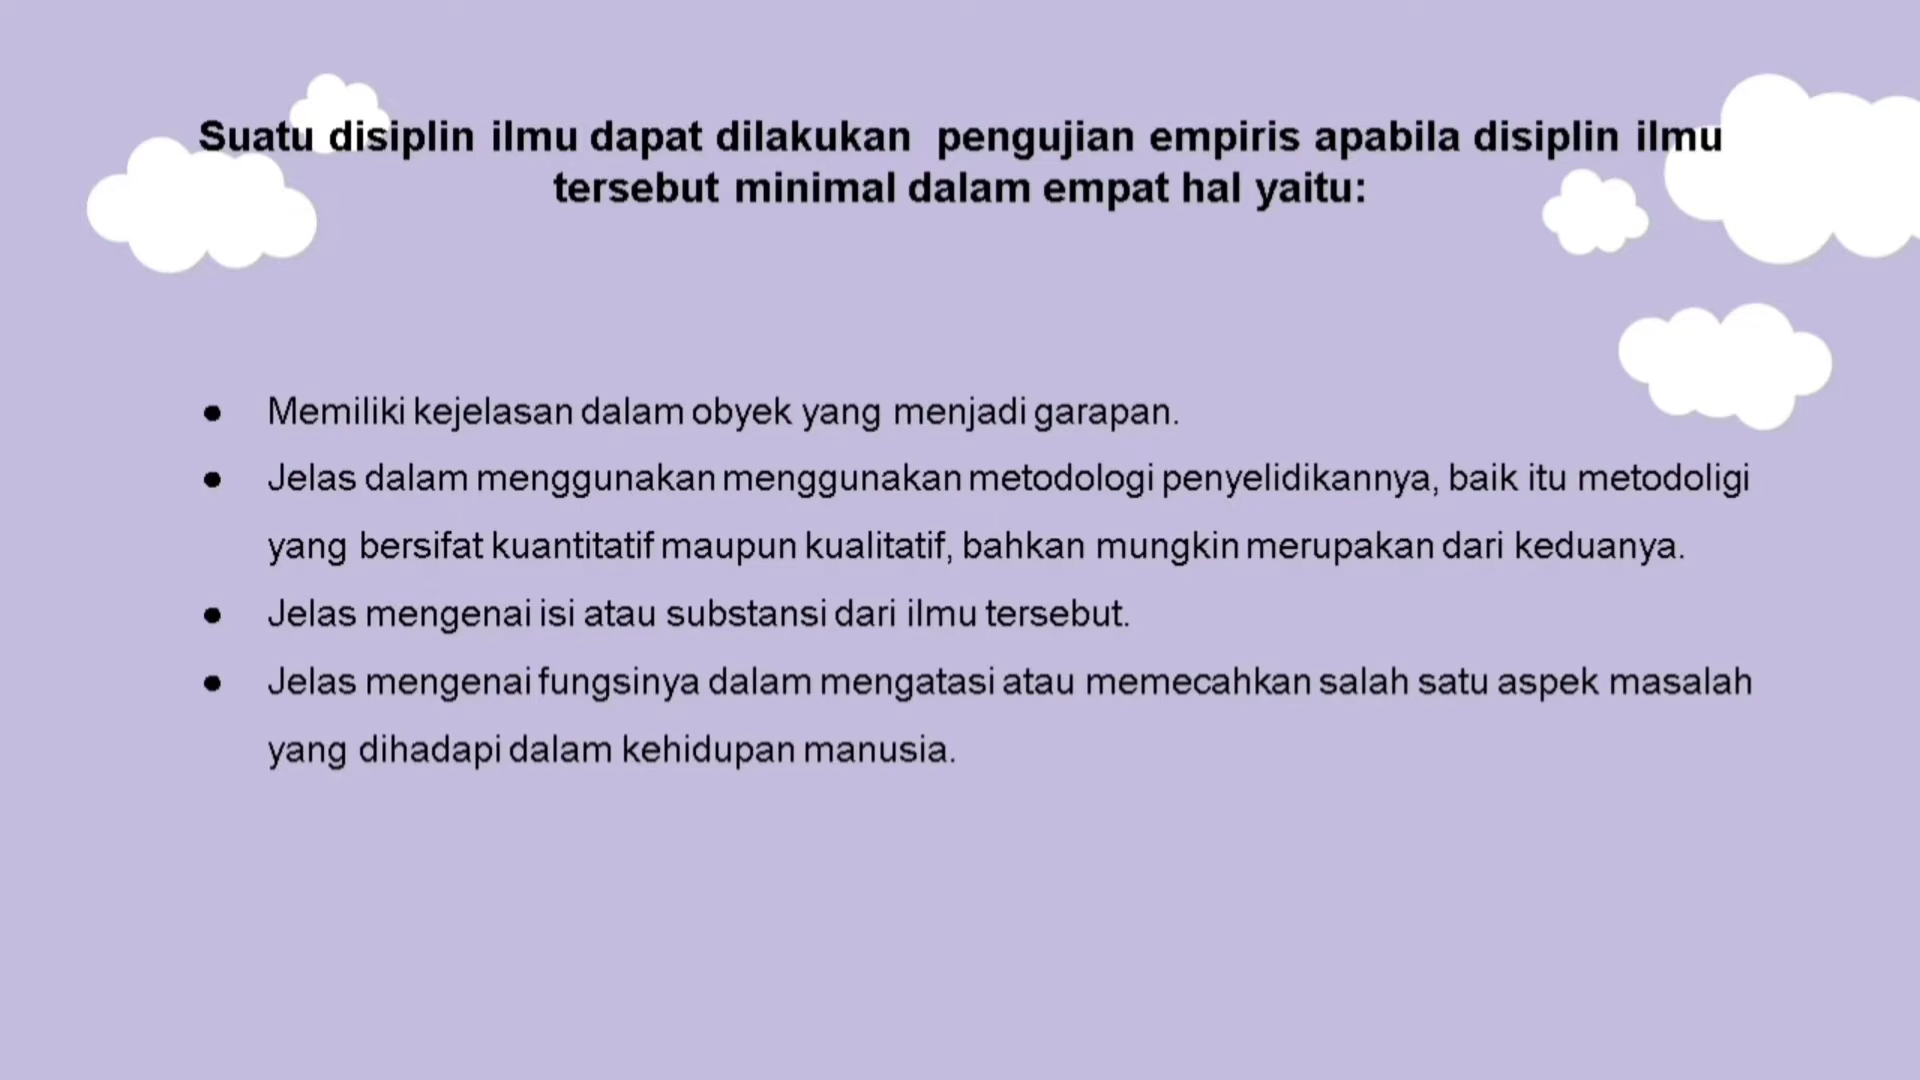 Suatu disiplin ilmu dapat dilakukan pengujian empiris apabila disiplin ilmu
tersebut minimal dalam empat hal yaitu:
● Memiliki kejelasan dalam obyek yang menjadi garapan.
● Jelas dalam menggunakan menggunakan metodologi penyelidikannya, baik itu metodoligi
yang bersifat kuantitatif maupun kualitatif, bahkan mungkin merupakan dari keduanya.
● Jelas mengenai isi atau substansi dari ilmu tersebut.
● Jelas mengenai fungsinya dalam mengatasi atau memecahkan salah satu aspek masalah
yang dihadapi dalam kehidupan manusia.